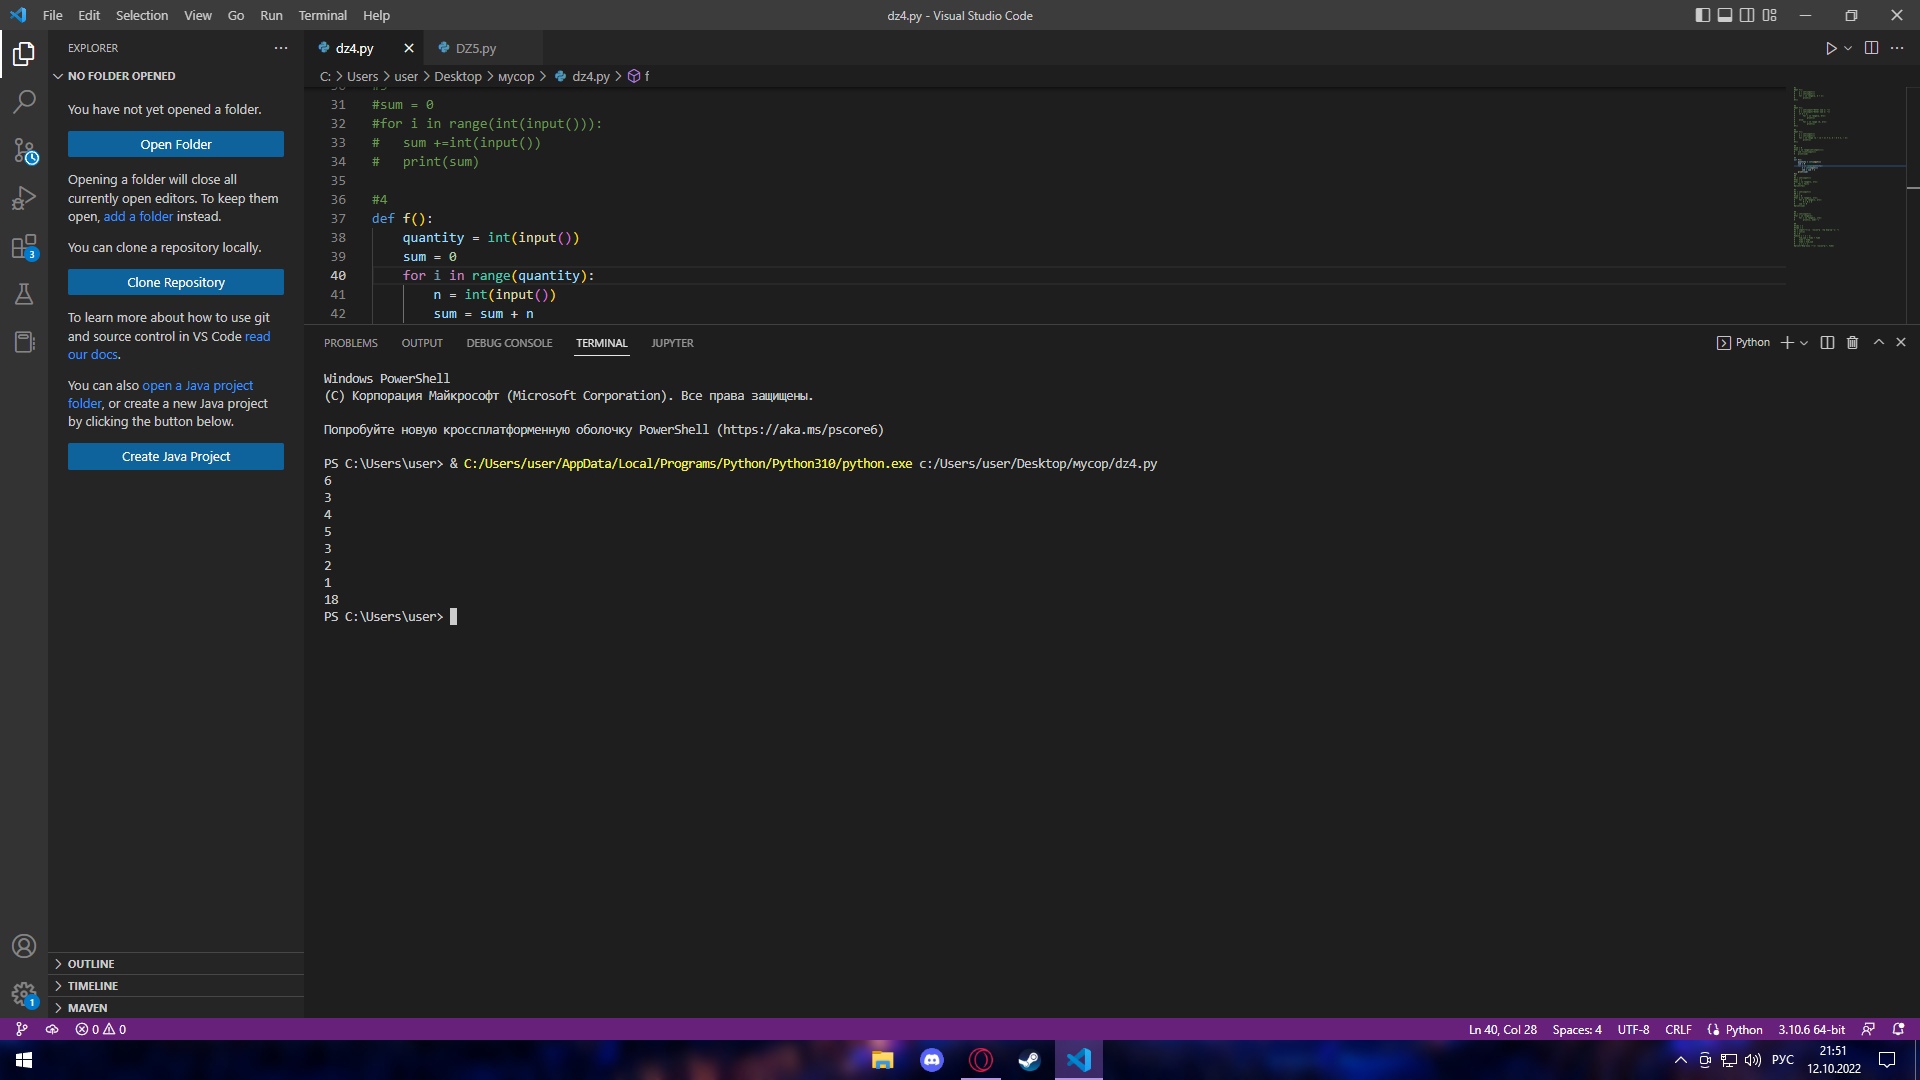 File Edit Selection View Go Run Terminal Help
dz4.py - Visual Studio Code
EXPLORER
NO FOLDER OPENED
You have not yet opened a folder.
Open Folder
Opening a folder will close all
currently open editors. To keep them
open, add a folder instead.
You can clone a repository locally.
Clone Repository
To learn more about how to use git
and source control in VS Code read
our docs.
You can also open a Java project
folder, or create a new Java project
by clicking the button below.
Create Java Project
OUTLINE
TIMELINE
MAVEN
3
1
dz4.py
DZ5.py
C: > Users > user > Desktop > мусор > dz4.py > f
31 #sum = 0
32 #for i in range(int(input())):
33 #   sum +=int(input())
34 #   print(sum)
35
36 #4
37 def f():
38     quantity = int(input())
39     sum = 0
40     for i in range(quantity):
41         n = int(input())
42         sum = sum + n
PROBLEMS OUTPUT DEBUG CONSOLE TERMINAL JUPYTER
Python
Windows PowerShell
(C) Корпорация Майкрософт (Microsoft Corporation). Все права защищены.
Попробуйте новую кроссплатформенную оболочку PowerShell (https://aka.ms/pscore6)
PS C:\Users\user> & C:/Users/user/AppData/Local/Programs/Python/Python310/python.exe c:/Users/user/Desktop/мусор/dz4.py
6
3
4
5
3
2
1
18
PS C:\Users\user>
0 0
Ln 40, Col 28 Spaces: 4 UTF-8 CRLF Python 3.10.6 64-bit
РУС
21:51
12.10.2022